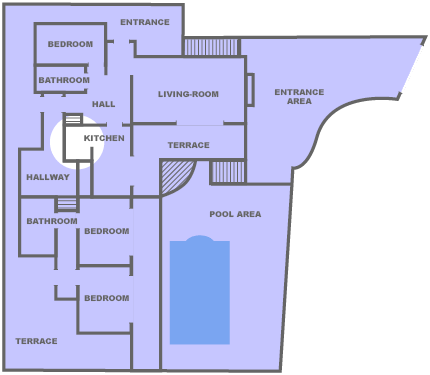 ENTRANCE
BEDROOM
BATHROOM
HALL
LIVING-ROOM
ENTRANCE
AREA
KITCHEN
TERRACE
HALLWAY
BATHROOM
BEDROOM
POOL AREA
BEDROOM
TERRACE